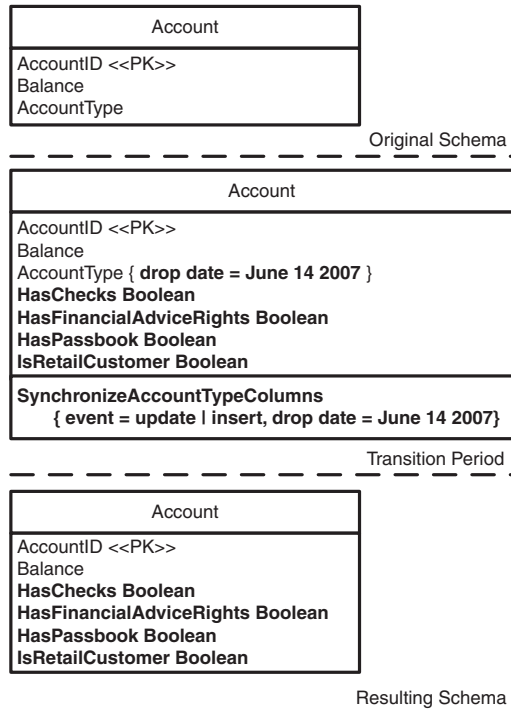 Account
AccountID <<PK>>
Balance
AccountType
Original Schema
Account
AccountID <<PK>>
Balance
AccountType { drop date = June 14 2007 }
HasChecks Boolean
HasFinancialAdviceRights Boolean
HasPassbook Boolean
IsRetailCustomer Boolean
SynchronizeAccountTypeColumns
{ event = update | insert, drop date = June 14 2007}
Transition Period
Account
AccountID <<PK>>
Balance
HasChecks Boolean
HasFinancialAdviceRights Boolean
HasPassbook Boolean
IsRetailCustomer Boolean
Resulting Schema